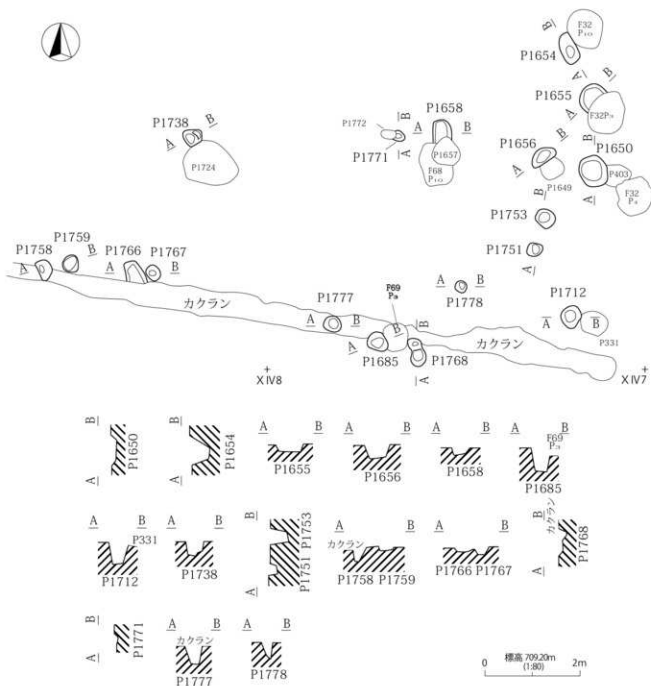 B
F32
P₁₀
P1654
A
B
P1655
F32P₅
A
P1738
B
A
P1724
P1772
B
P1658
A
B
P1771
A
P1657
F68
P₁₀
B
P1656
B
P1650
A
P1649
P403
F32
A
B
P1753
P1751
A
P1759
B
P1758
A
P1766
P1767
A
B
カクラン
F69
P1777
A
B
B
B
A
P1685
P1768
A
A
B
P1778
カクラン
P1712
A
B
P331
XⅣ8
XⅣ7
B
A
P1650
B
A
P1654
A
B
P1655
A
B
P1656
A
B
P1658
A
B
F69
P1685
A
B
P331
P1712
A
B
P1738
B
A
P1751
P1753
A
B
カクラン
P1758
P1759
A
B
P1766
P1767
B
カクラン
A
P1768
B
A
P1771
A
B
カクラン
P1777
A
B
P1778
標高 709.20m
(1:80)
0
2m